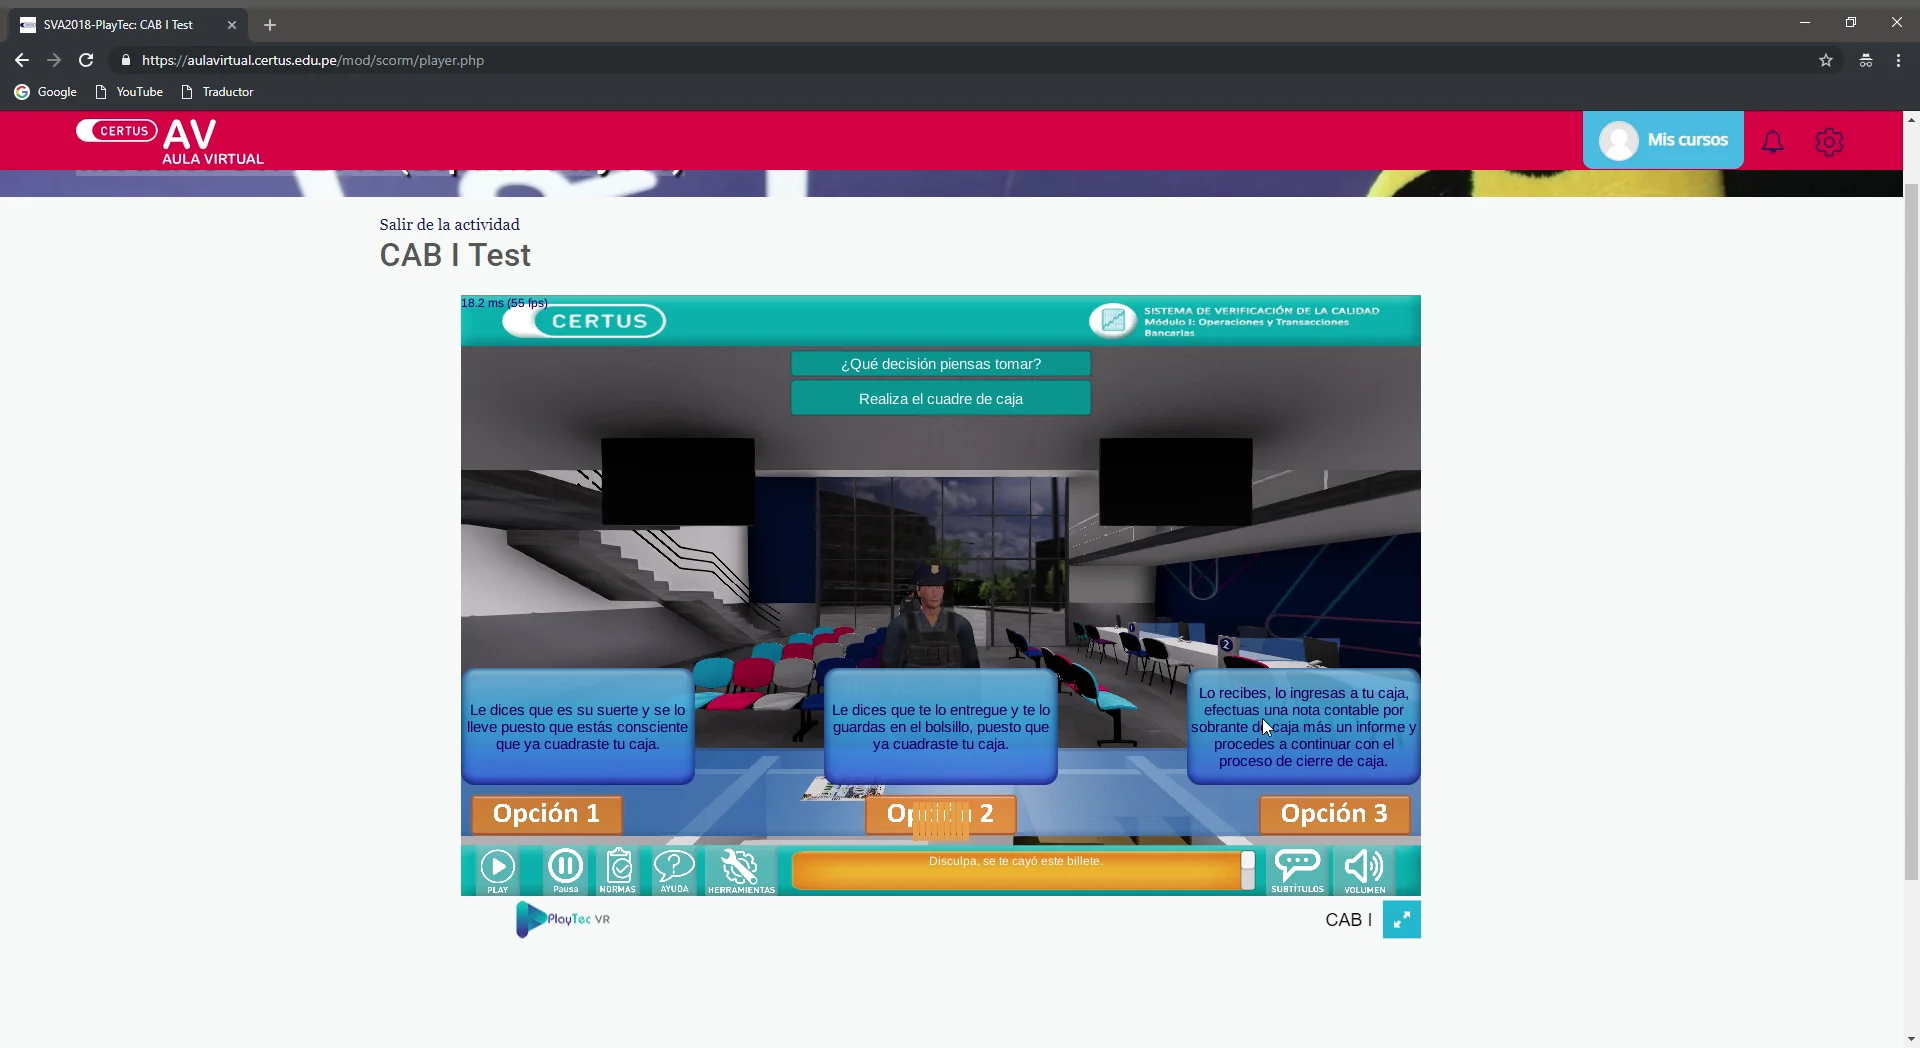 SVA2018-PlayTec: CAB I Test
https://aulavirtual.certus.edu.pe/mod/scorm/player.php
Google
YouTube
Traductor
CERTUS
AV
AULA VIRTUAL
Mis cursos
Salir de la actividad
CAB I Test
18.2 ms (55 fps)
CERTUS
SISTEMA DE VERIFICACIÓN DE LA CALIDAD
Módulo I: Operaciones y Transacciones
Bancarias
¿Qué decisión piensas tomar?
Realiza el cuadre de caja
1
2
Le dices que es su suerte y se lo
lleve puesto que estás consciente
que ya cuadraste tu caja.
Le dices que te lo entregue y te lo
guardas en el bolsillo, puesto que
ya cuadraste tu caja.
Lo recibes, lo ingresas a tu caja,
efectuas una nota contable por
sobrante de caja más un informe y
procedes a continuar con el
proceso de cierre de caja.
Opción 1
Opción 2
Opción 3
PLAY
Pausa
NORMAS
AYUDA
HERRAMIENTAS
Disculpa, se te cayó este billete.
SUBTÍTULOS
VOLUMEN
PlayTec VR
CAB I